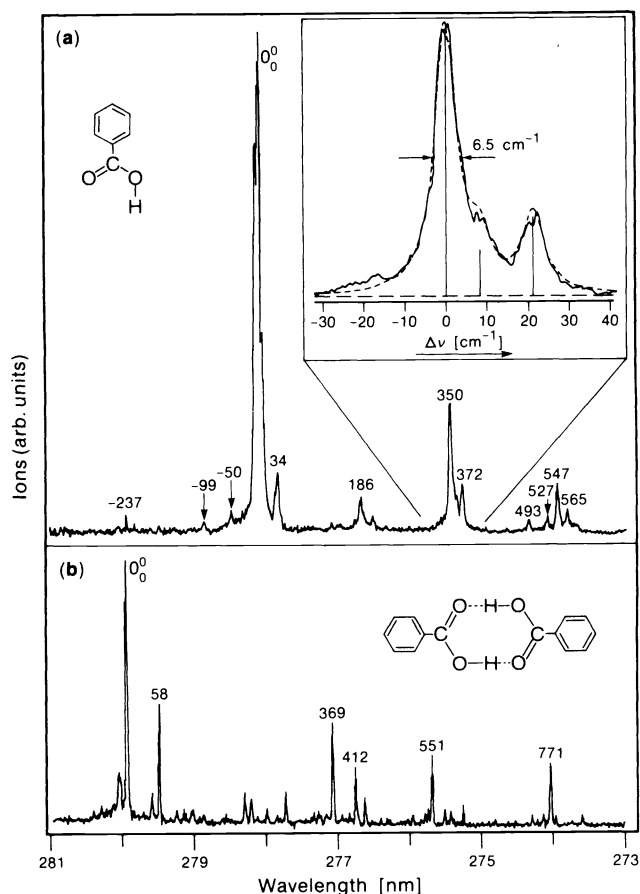 (a)
0⁰₀
O
C
O
H
6.5 cm⁻¹
-30 -20 -10 0 10 20 30 40
Δν [cm⁻¹]
Ions (arb. units)
-237
-99
-50
34
186
350
372
493
527
547
565
(b)
0⁰₀
O H O
C C
O H O
58
369
412
551
771
281 279 277 275 273
Wavelength [nm]